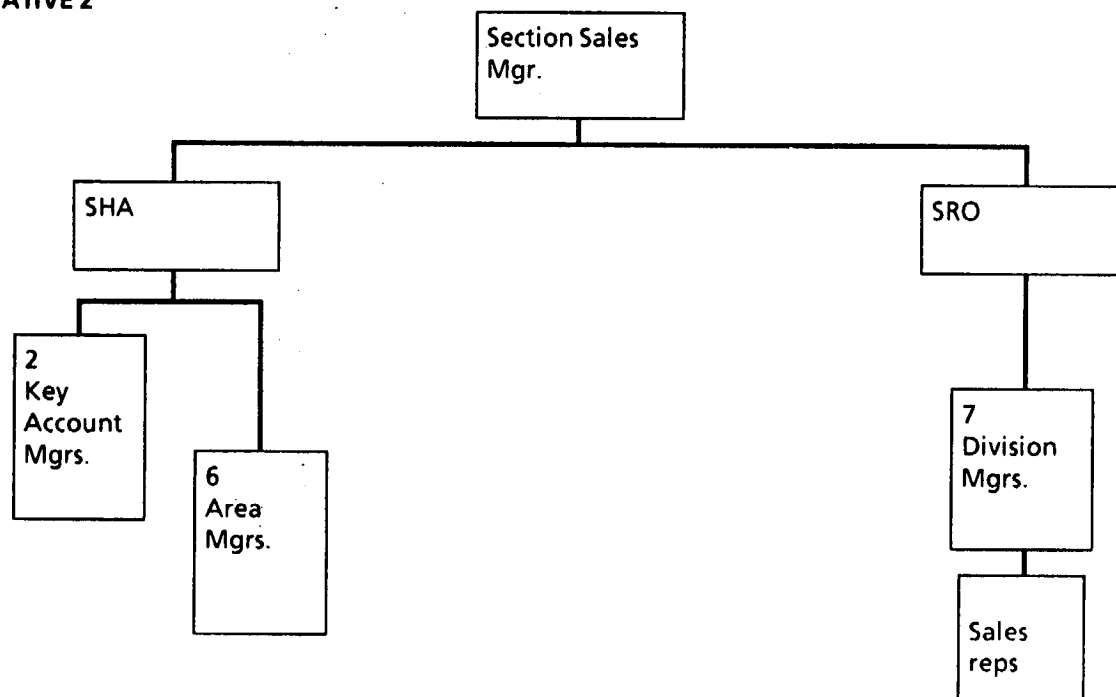 ATIVE 2
Section Sales
Mgr.
SHA
SRO
2
Key
Account
Mgrs.
6
Area
Mgrs.
7
Division
Mgrs.
Sales
reps